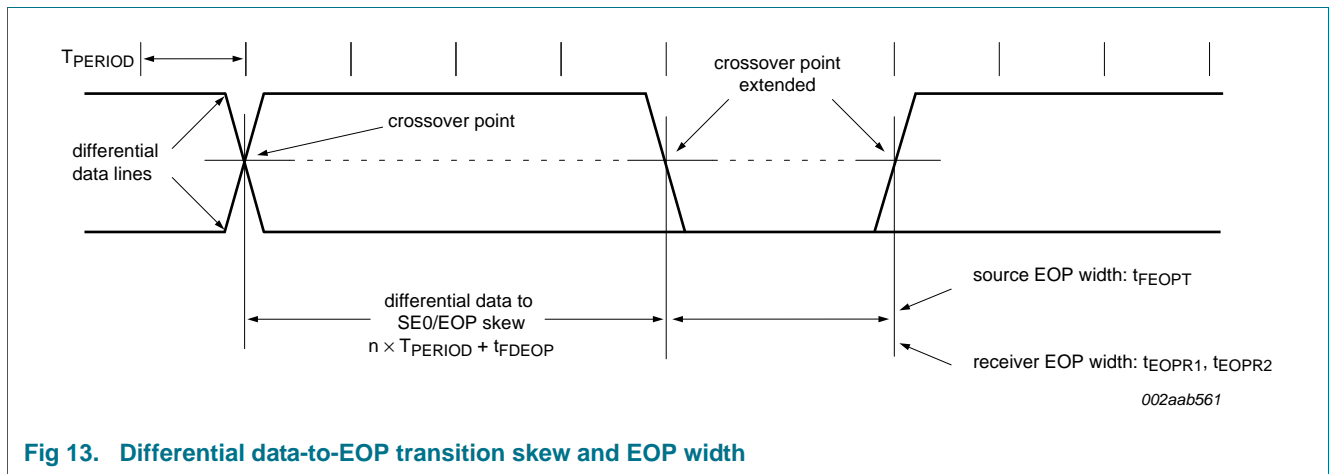 TPERIOD
crossover point
extended
crossover point
differential
data lines
differential data to
SE0/EOP skew
n × TPERIOD + tFDEOP
source EOP width: tFEOPT
receiver EOP width: tEOPR1, tEOPR2
002aab561
Fig 13. Differential data-to-EOP transition skew and EOP width